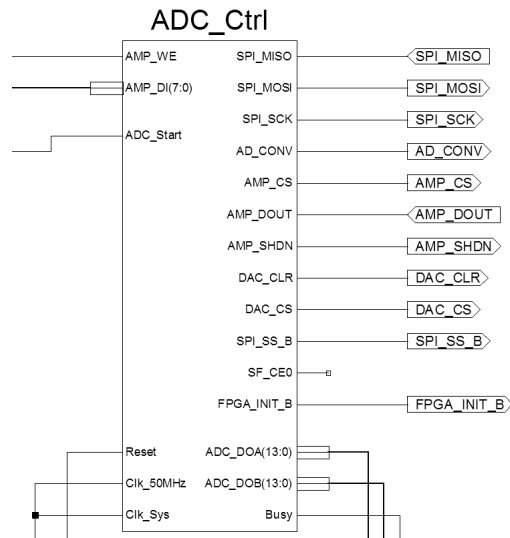 ADC_Ctrl
AMP_WE SPI_MISO SPI_MISO
AMP_DI(7:0) SPI_MOSI SPI_MOSI
SPI_SCK SPI_SCK
ADC_Start AD_CONV AD_CONV
AMP_CS AMP_CS
AMP_DOUT AMP_DOUT
AMP_SHDN AMP_SHDN
DAC_CLR DAC_CLR
DAC_CS DAC_CS
SPI_SS_B SPI_SS_B
SF_CE0
FPGA_INIT_B FPGA_INIT_B
Reset ADC_DOA(13:0)
Clk_50MHz ADC_DOB(13:0)
Clk_Sys Busy